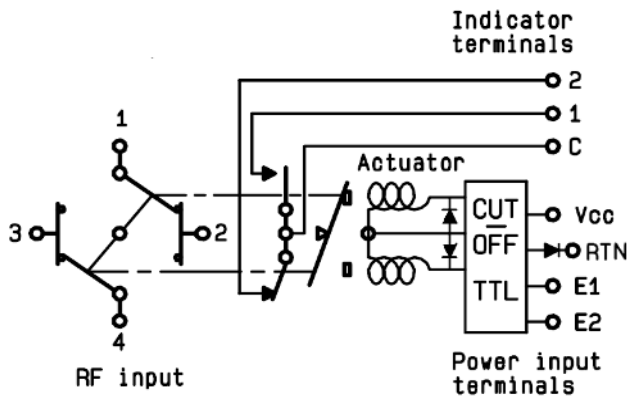 Indicator
terminals
2
1
C
1
Actuator
3
2
CUT
OFF
TTL
Vcc
RTN
E1
E2
4
RF input
Power input
terminals